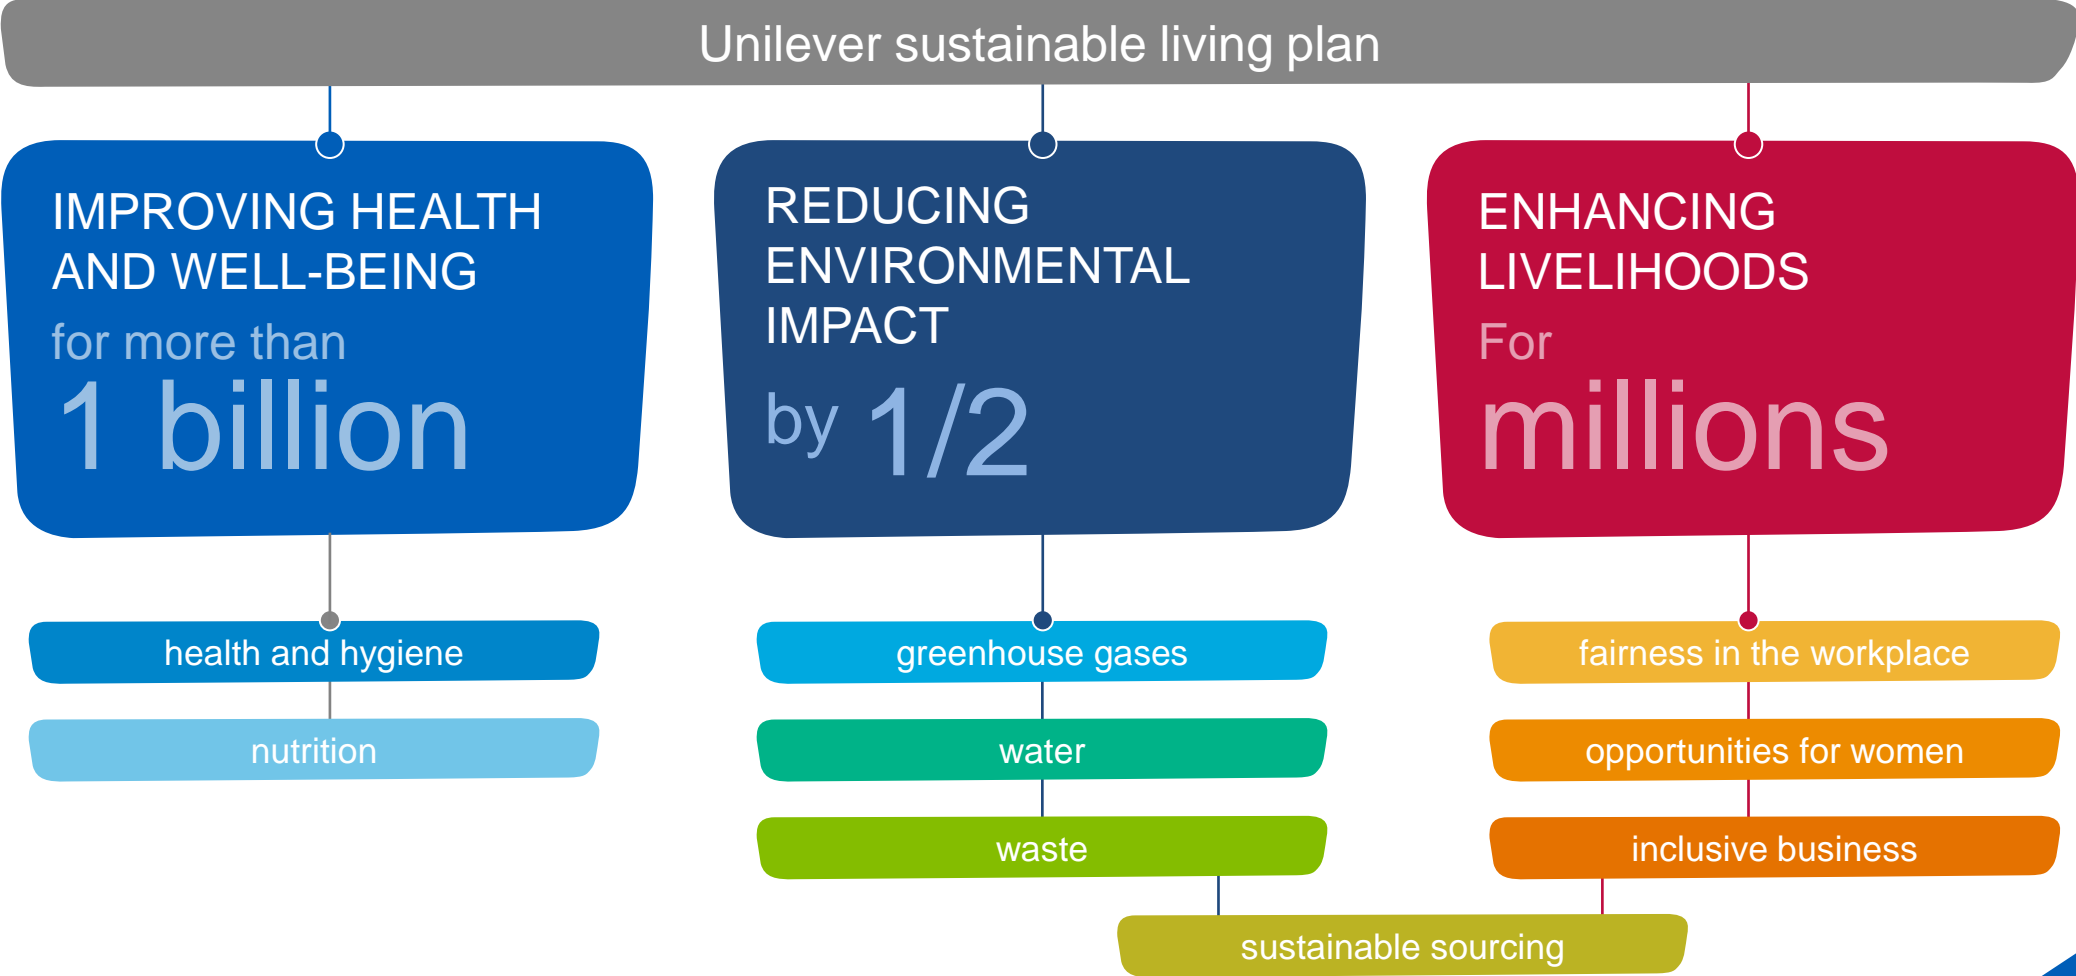 Unilever sustainable living plan
IMPROVING HEALTH
AND WELL-BEING
for more than
1 billion
health and hygiene
nutrition
REDUCING
ENVIRONMENTAL
IMPACT
by 1/2
greenhouse gases
water
waste
ENHANCING
LIVELIHOODS
For
millions
fairness in the workplace
opportunities for women
inclusive business
sustainable sourcing